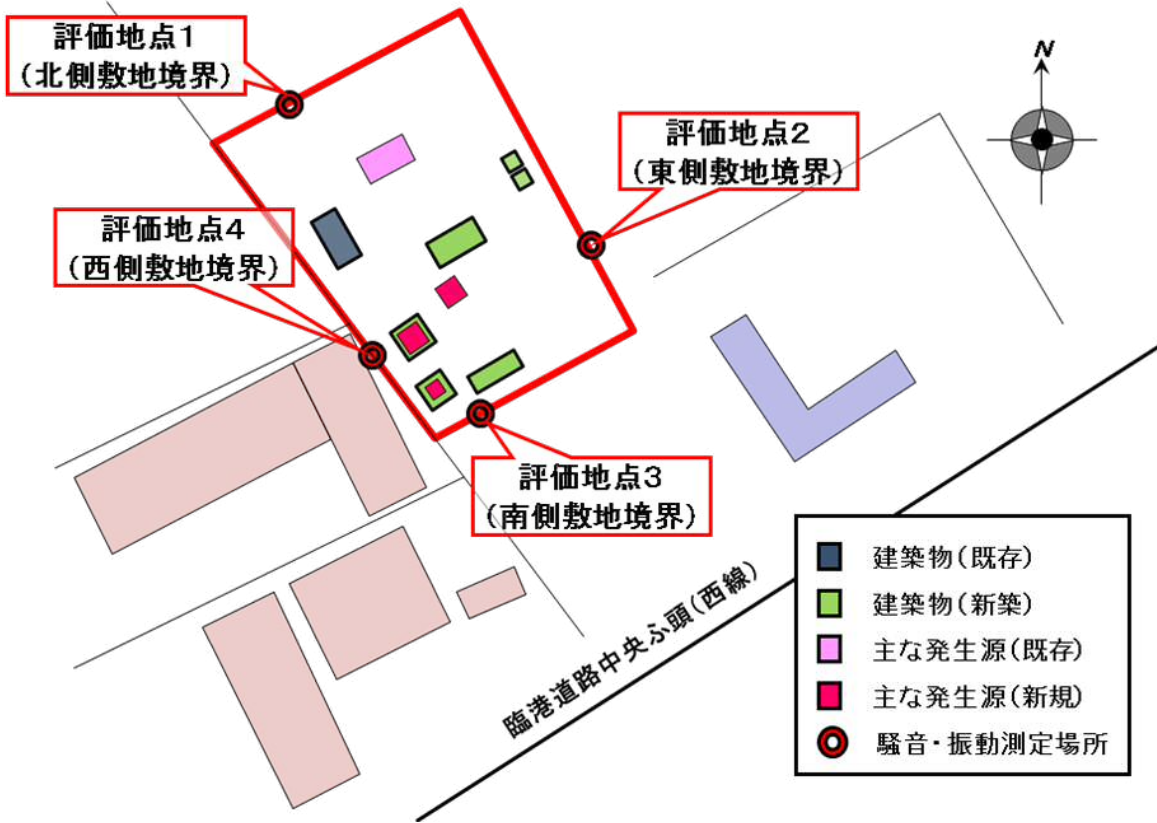 評価地点1
(北側敷地境界)
N
評価地点2
(東側敷地境界)
評価地点4
(西側敷地境界)
評価地点3
(南側敷地境界)
臨港道路中央ふ頭(西線)
建築物(既存)
建築物(新築)
主な発生源(既存)
主な発生源(新規)
騒音・振動測定場所